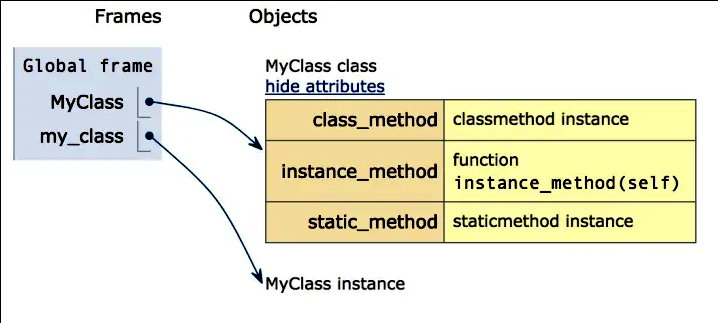 Frames
Objects
Global frame
MyClass
my_class
MyClass class
hide attributes
class_method classmethod instance
instance_method function
instance_method(self)
static_method staticmethod instance
MyClass instance